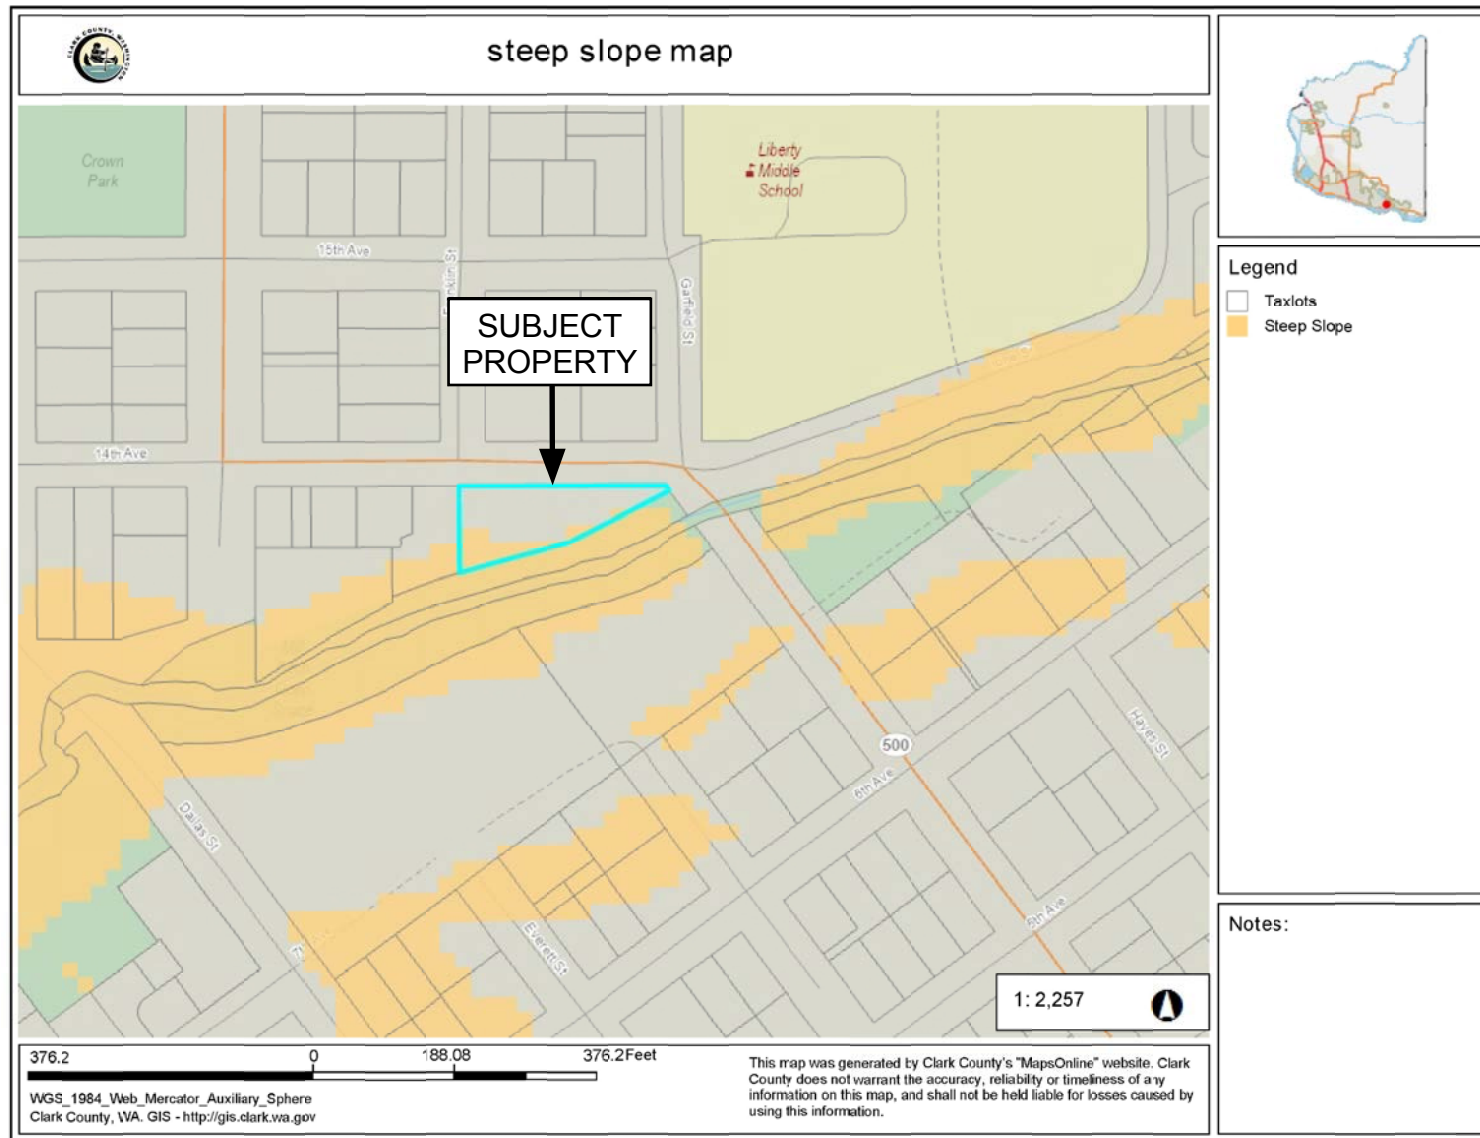 CLARK COUNTY, WASHINGTON
steep slope map
Crown
Park
Liberty
Middle
School
15th Ave
Franklin St
Garfield St
SUBJECT
PROPERTY
14th Ave
500
Hayes St
6th Ave
Dallas St
Everett St
5th Ave
1: 2,257
Legend
Taxlots
Steep Slope
Notes:
376.2
0
188.08
376.2Feet
WGS_1984_Web_Mercator_Auxiliary_Sphere
Clark County, WA. GIS - http://gis.clark.wa.gov
This map was generated by Clark County's "MapsOnline" website. Clark
County does not warrant the accuracy, reliability or timeliness of any
information on this map, and shall not be held liable for losses caused by
using this information.